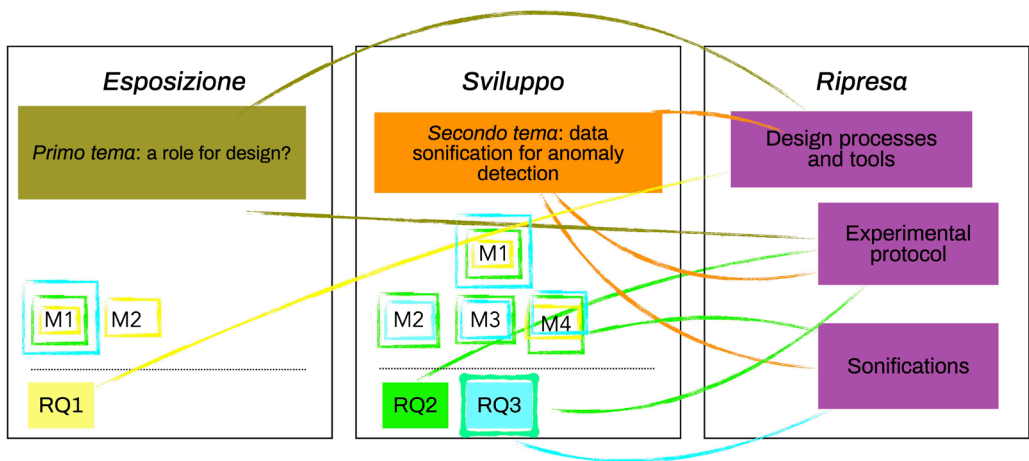 Esposizione
Primo tema: a role for design?
M1
M2
RQ1
Sviluppo
Secondo tema: data
sonification for anomaly
detection
M1
M2
M3
M4
RQ2
RQ3
Ripresa
Design processes
and tools
Experimental
protocol
Sonifications